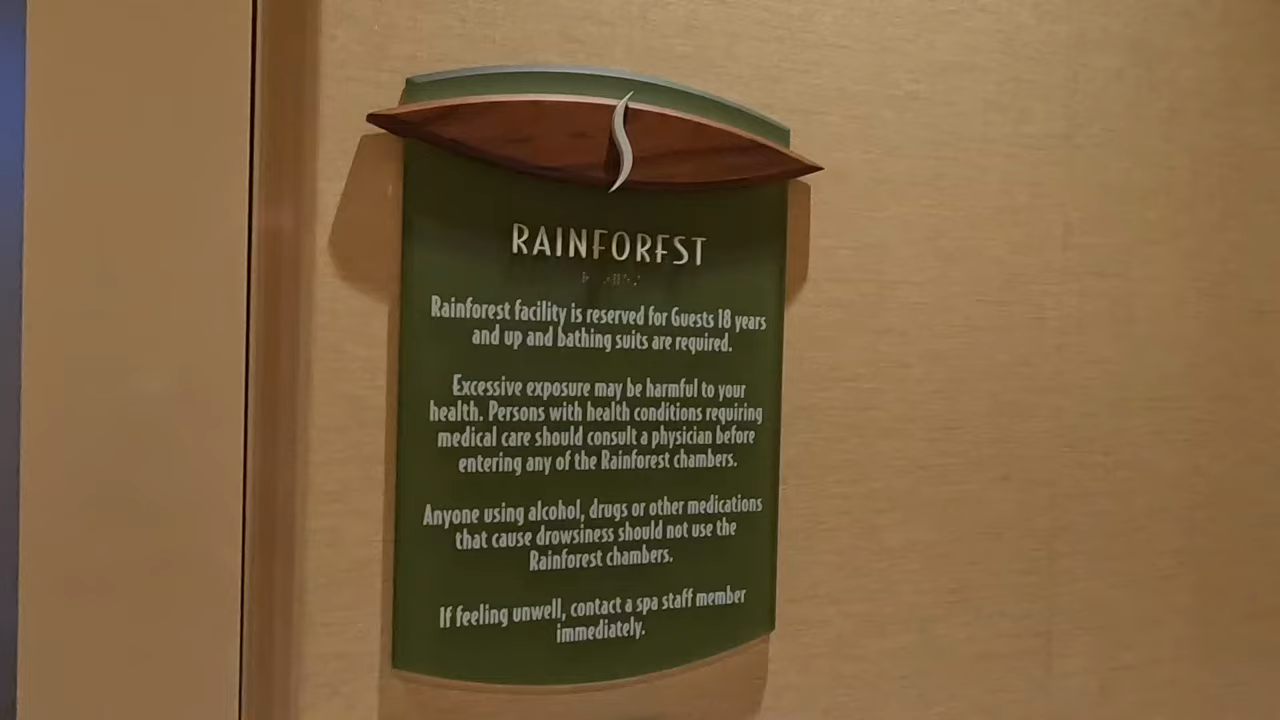 RAINFOREST
Rainforest facility is reserved for Guests 18 years
and up and bathing suits are required.
Excessive exposure may be harmful to your
health. Persons with health conditions requiring
medical care should consult a physician before
entering any of the Rainforest chambers.
Anyone using alcohol, drugs or other medications
that cause drowsiness should not use the
Rainforest chambers.
If feeling unwell, contact a spa staff member
immediately.